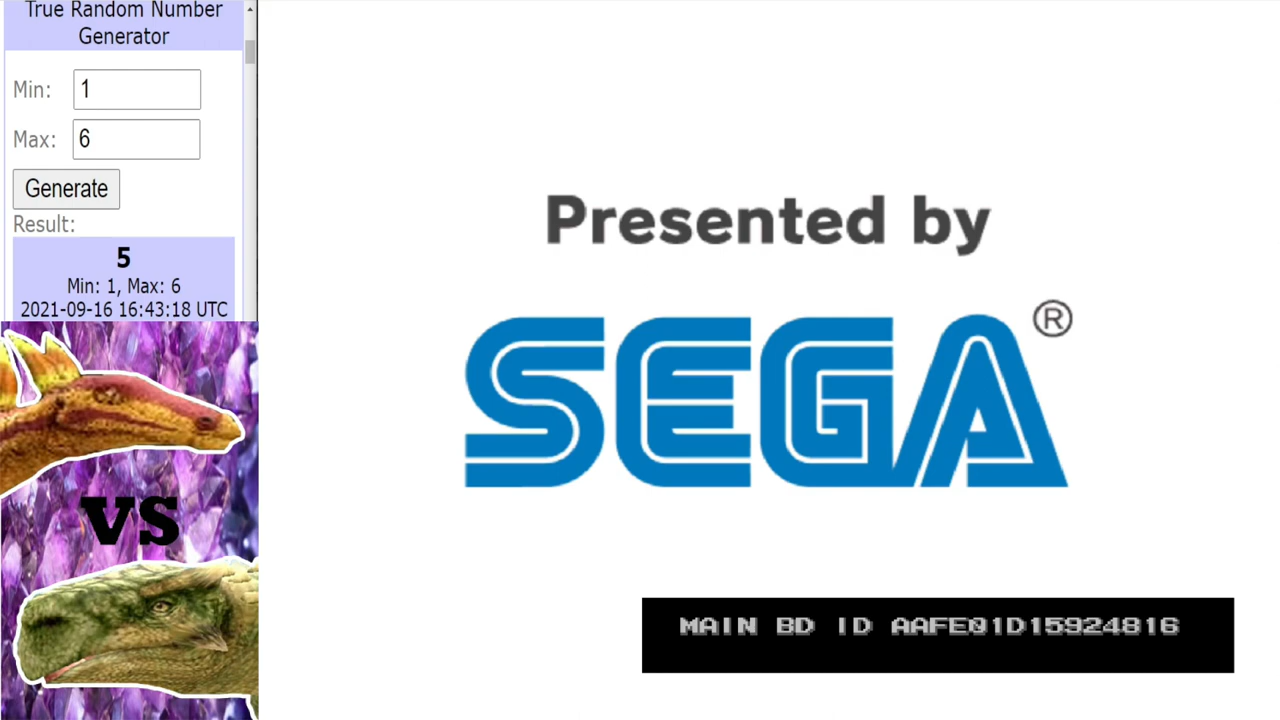 True Random Number
Generator
Min: 1
Max: 6
Generate
Result:
5
Min: 1, Max: 6
2021-09-16 16:43:18 UTC
vs
Presented by
SEGA®
MAIN BD ID AAFE01D15924816